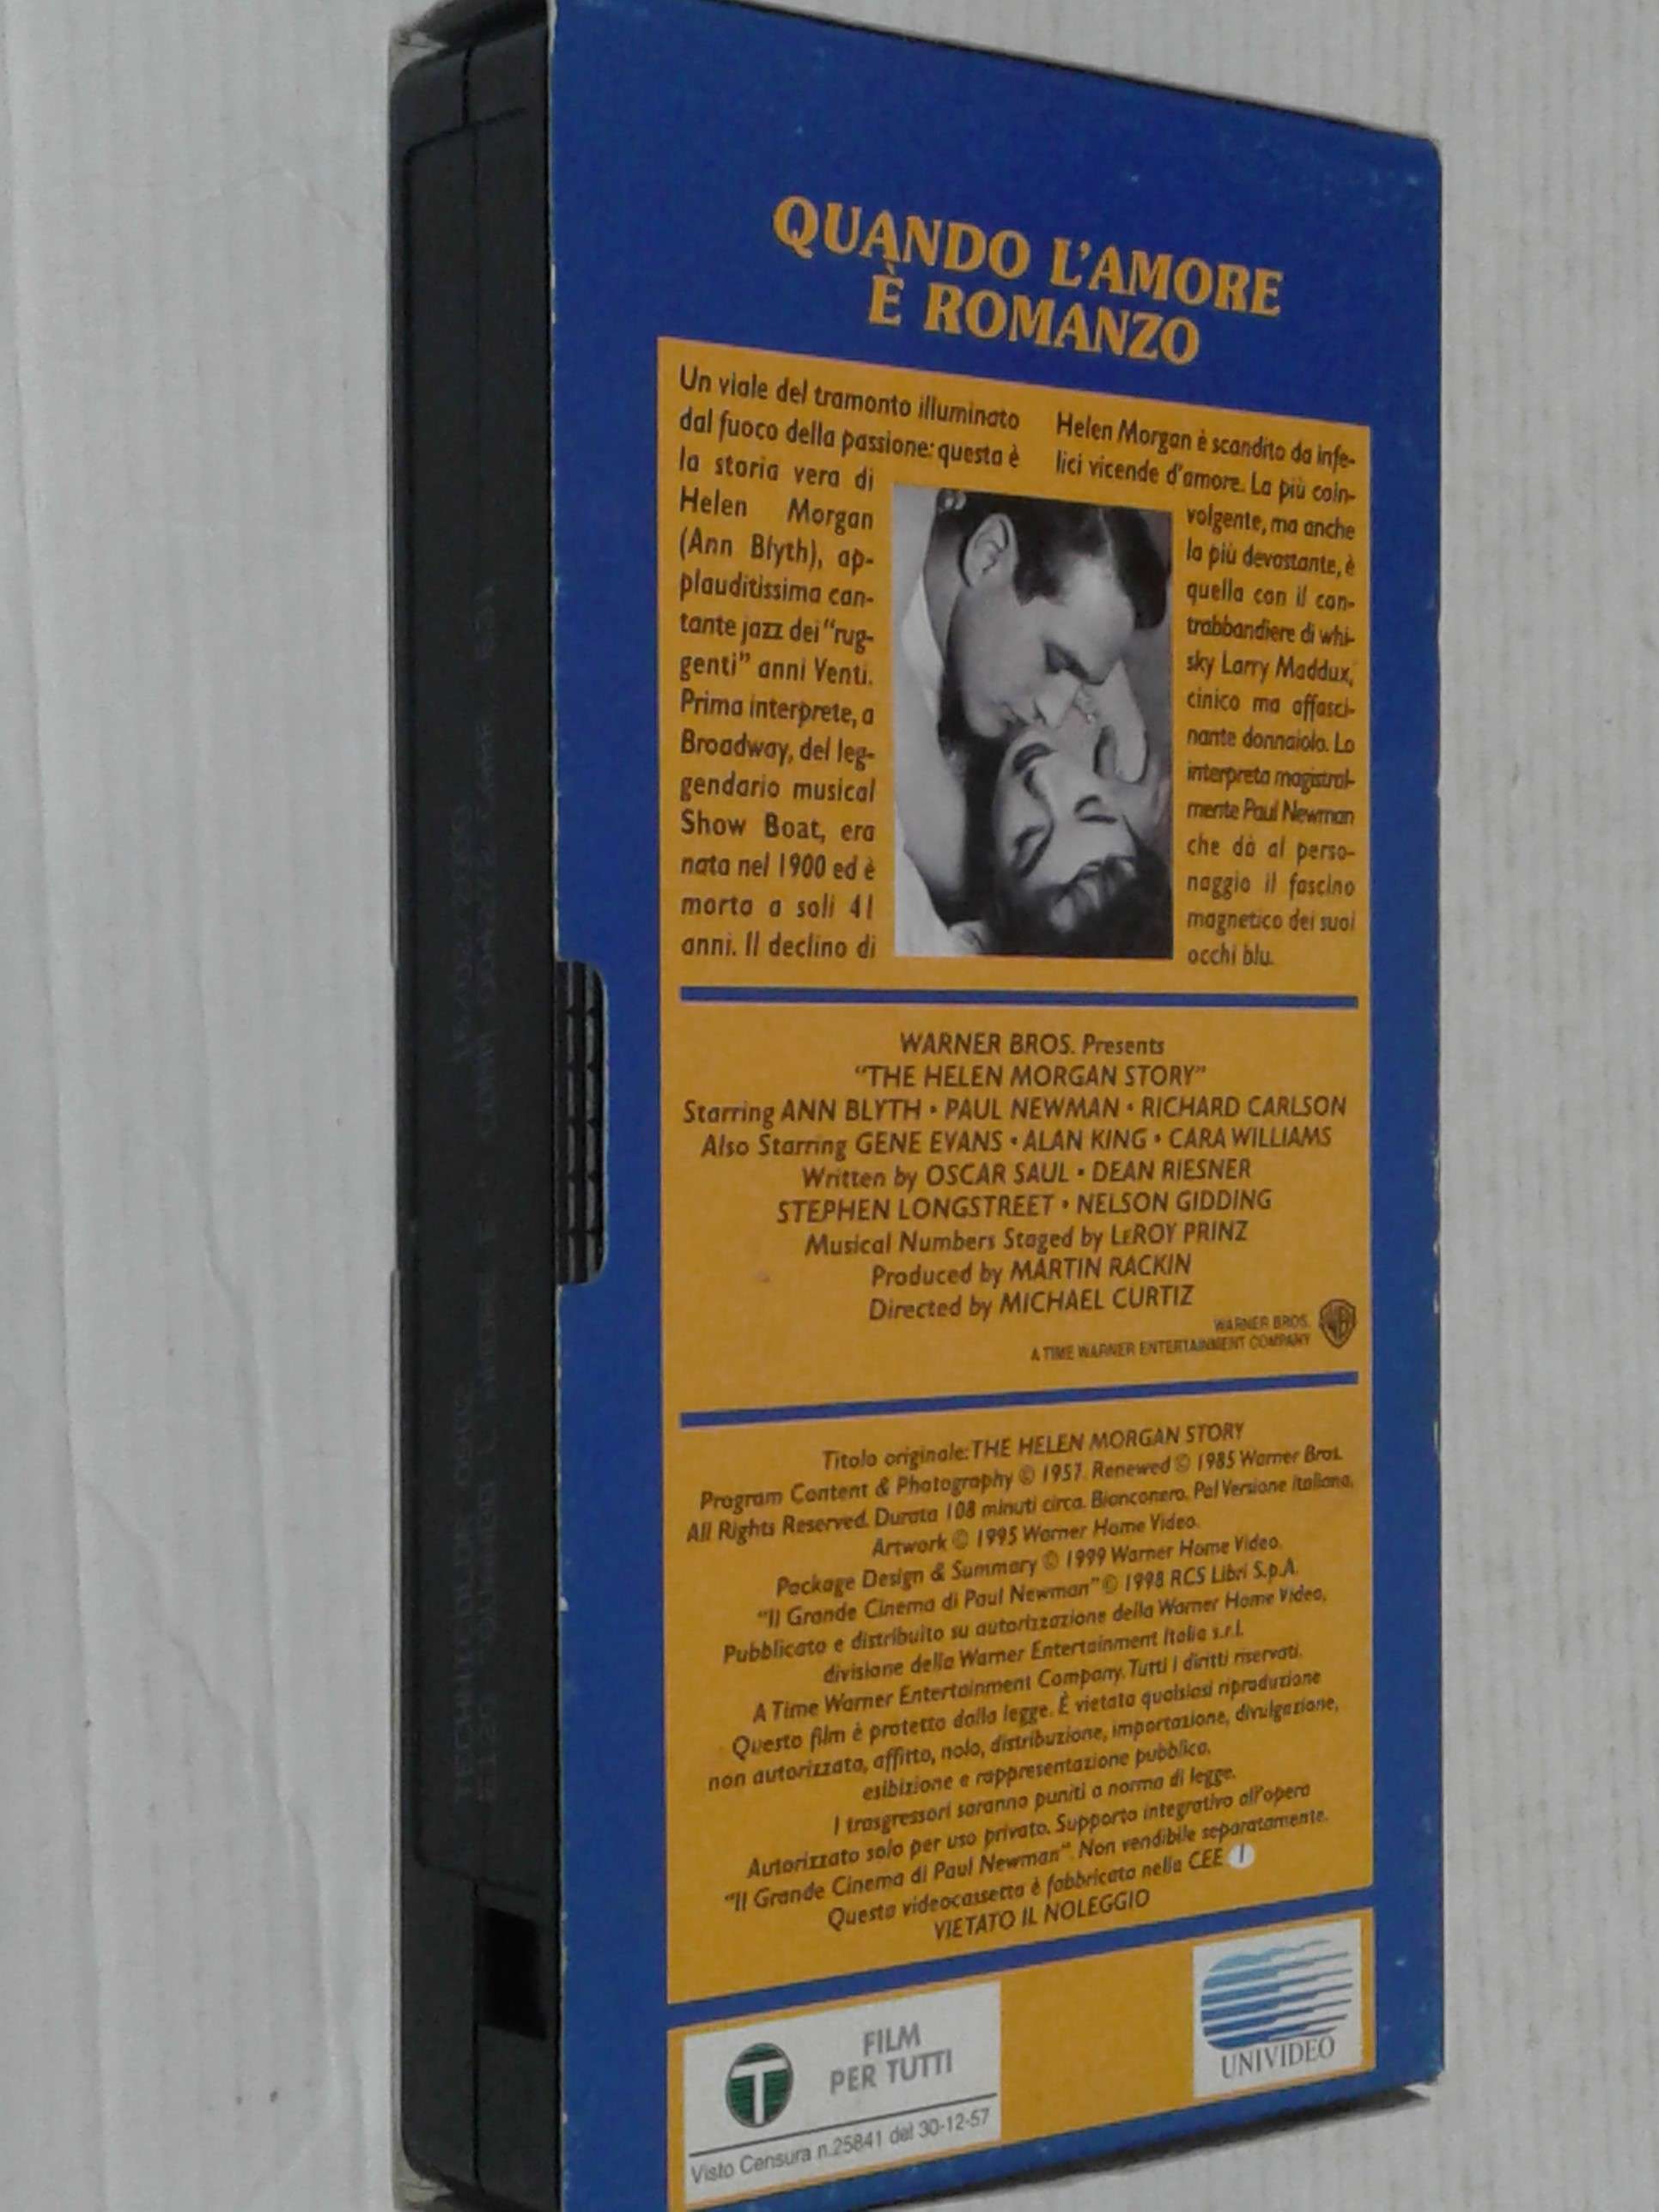 QUANDO L'AMORE
È ROMANZO
Un viale del tramonto illuminato
dal fuoco della passione: questa è
la storia vera di
Helen Morgan
(Ann Blyth), ap-
plauditissima can-
tante jazz dei "rug-
genti" anni Venti.
Prima interprete, a
Broadway, del leg-
gendario musical
Show Boat, era
nata nel 1900 ed è
morta a soli 41
anni. Il declino di
Helen Morgan è scandito da infe-
lici vicende d'amore. La più coin-
volgente, ma anche
la più devastante, è
quella con il con-
trabbandiere di whi-
sky Larry Maddux,
cinico ma affasci-
nante donnaiolo. Lo
interpreta magistral-
mente Paul Newman
che dà al perso-
naggio il fascino
magnetico dei suoi
occhi blu.
WARNER BROS. Presents
"THE HELEN MORGAN STORY"
Starring ANN BLYTH • PAUL NEWMAN • RICHARD CARLSON
Also Starring GENE EVANS • ALAN KING • CARA WILLIAMS
Written by OSCAR SAUL • DEAN RIESNER
STEPHEN LONGSTREET • NELSON GIDDING
Musical Numbers Staged by LEROY PRINZ
Produced by MARTIN RACKIN
Directed by MICHAEL CURTIZ
WARNER BROS.
A TIME WARNER ENTERTAINMENT COMPANY
WB
Titolo originale: THE HELEN MORGAN STORY
Program Content & Photography © 1957. Renewed © 1985 Warner Bros.
All Rights Reserved. Durata 108 minuti circa. Bianconero. Pal Versione Italiana.
Artwork © 1995 Warner Home Video.
Package Design & Summary © 1999 Warner Home Video.
"Il Grande Cinema di Paul Newman" © 1998 RCS Libri S.p.A.
Pubblicato e distribuito su autorizzazione della Warner Home Video,
divisione della Warner Entertainment Italia s.r.l.
A Time Warner Entertainment Company. Tutti i diritti riservati.
Questo film è protetto dalla legge. È vietata qualsiasi riproduzione
non autorizzata, affitto, nolo, distribuzione, importazione, divulgazione,
esibizione e rappresentazione pubblica.
I trasgressori saranno puniti a norma di legge.
Autorizzato solo per uso privato. Supporto integrativo all'opera
"Il Grande Cinema di Paul Newman". Non vendibile separatamente.
Questa videocassetta è fabbricata nella CEE I
VIETATO IL NOLEGGIO
T
FILM
PER TUTTI
Visto Censura n.25841 del 30-12-57
UNIVIDEO